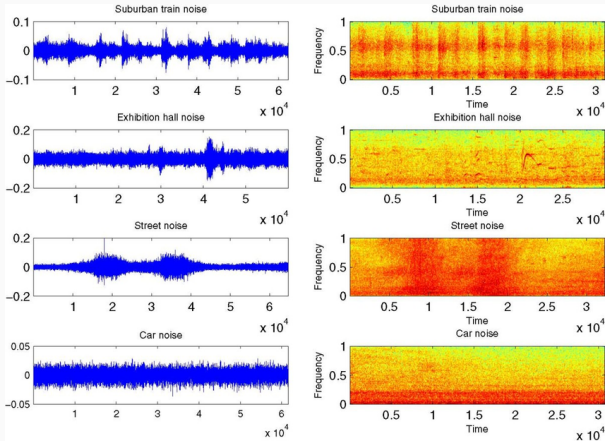 Suburban train noise
0.1
0
-0.1
1 2 3 4 5 6
x 10^4
Suburban train noise
Frequency
1
0.5
0
0.5 1 1.5 2 2.5 3
Time
x 10^4
Exhibition hall noise
0.2
0
-0.2
1 2 3 4 5 6
x 10^4
Exhibition hall noise
Frequency
1
0.5
0
0.5 1 1.5 2 2.5 3
Time
x 10^4
Street noise
0.2
0
-0.2
1 2 3 4 5 6
x 10^4
Street noise
Frequency
1
0.5
0
0.5 1 1.5 2 2.5 3
Time
x 10^4
Car noise
0.05
0
-0.05
1 2 3 4 5 6
x 10^4
Car noise
Frequency
1
0.5
0
0.5 1 1.5 2 2.5 3
Time
x 10^4